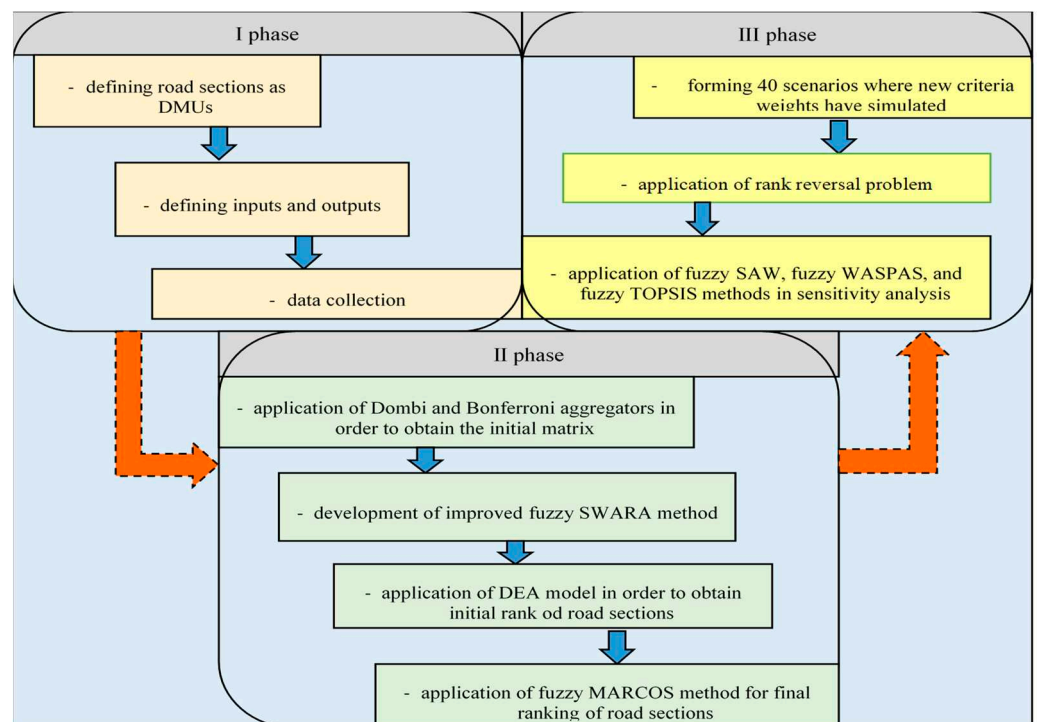 I phase
- defining road sections as
DMUs
- defining inputs and outputs
- data collection
II phase
- application of Dombi and Bonferroni aggregators in
order to obtain the initial matrix
- development of improved fuzzy SWARA method
- application of DEA model in order to obtain
initial rank od road sections
- application of fuzzy MARCOS method for final
ranking of road sections
III phase
- forming 40 scenarios where new criteria
weights have simulated
- application of rank reversal problem
- application of fuzzy SAW, fuzzy WASPAS, and
fuzzy TOPSIS methods in sensitivity analysis